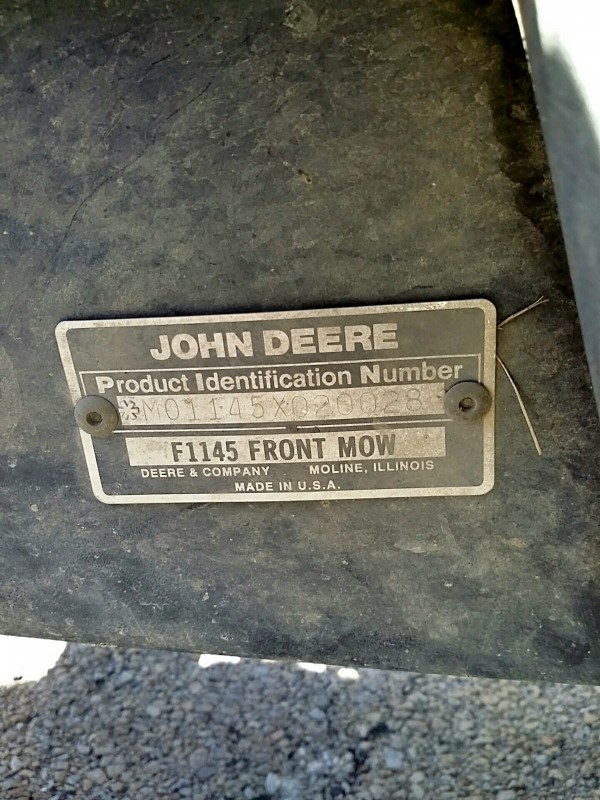 JOHN DEERE
Product Identification Number
*M01145X020028
F1145 FRONT MOW
DEERE & COMPANY MOLINE, ILLINOIS
MADE IN U.S.A.